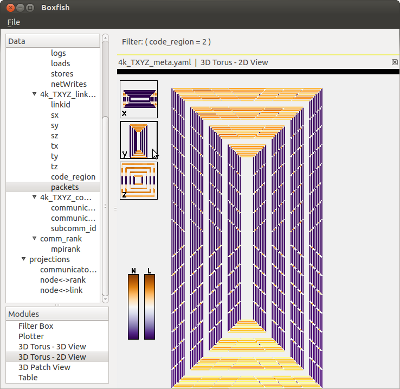 Boxfish
File
Data
logs
loads
stores
netWrites
4k_TXYZ_link...
linkid
sx
sy
sz
tx
ty
tz
code_region
packets
4k_TXYZ_co...
communic...
communic...
subcomm_id
comm_rank
mpirank
projections
communicato...
node<->rank
node<->link
Modules
Filter Box
Plotter
3D Torus - 3D View
3D Torus - 2D View
3D Patch View
Table
Filter: ( code_region = 2 )
4k_TXYZ_meta.yaml | 3D Torus - 2D View
X
Y
Z
N L